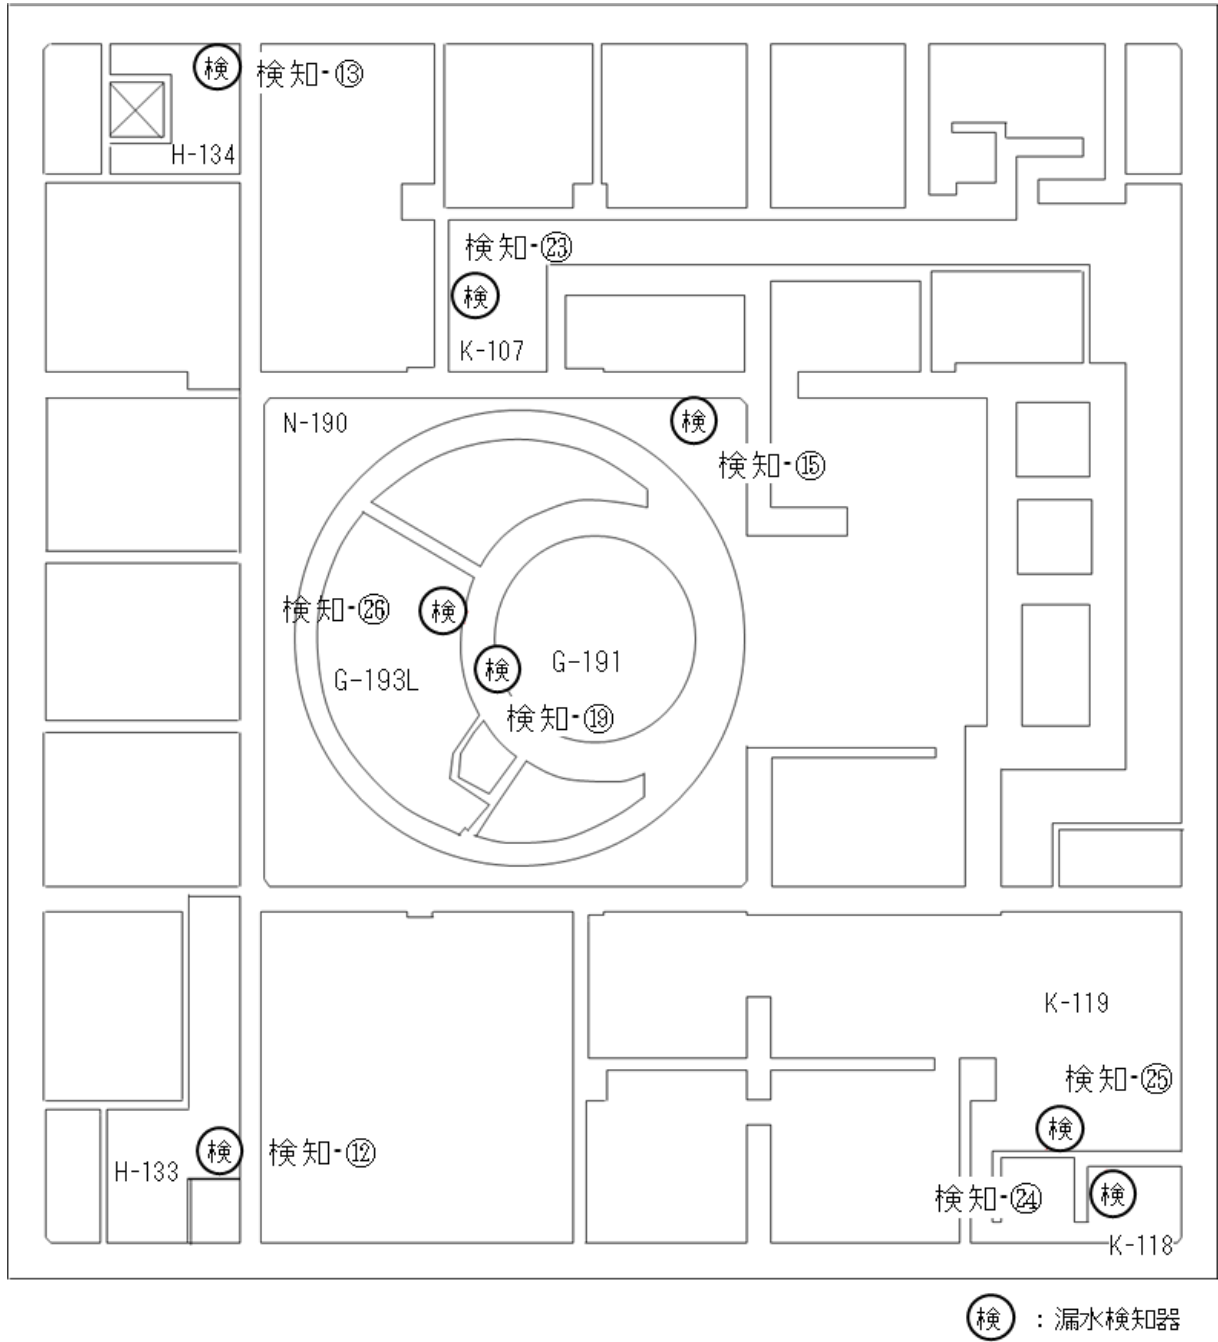 検 検知-⑬
H-134
検知-㉓
検
K-107
N-190
検
検知-⑮
検知-㉖ 検
G-193L
検 G-191
検知-⑲
K-119
検知-㉕
検
検 検知-⑫
H-133
検知-㉔ 検
K-118
検 : 漏水検知器